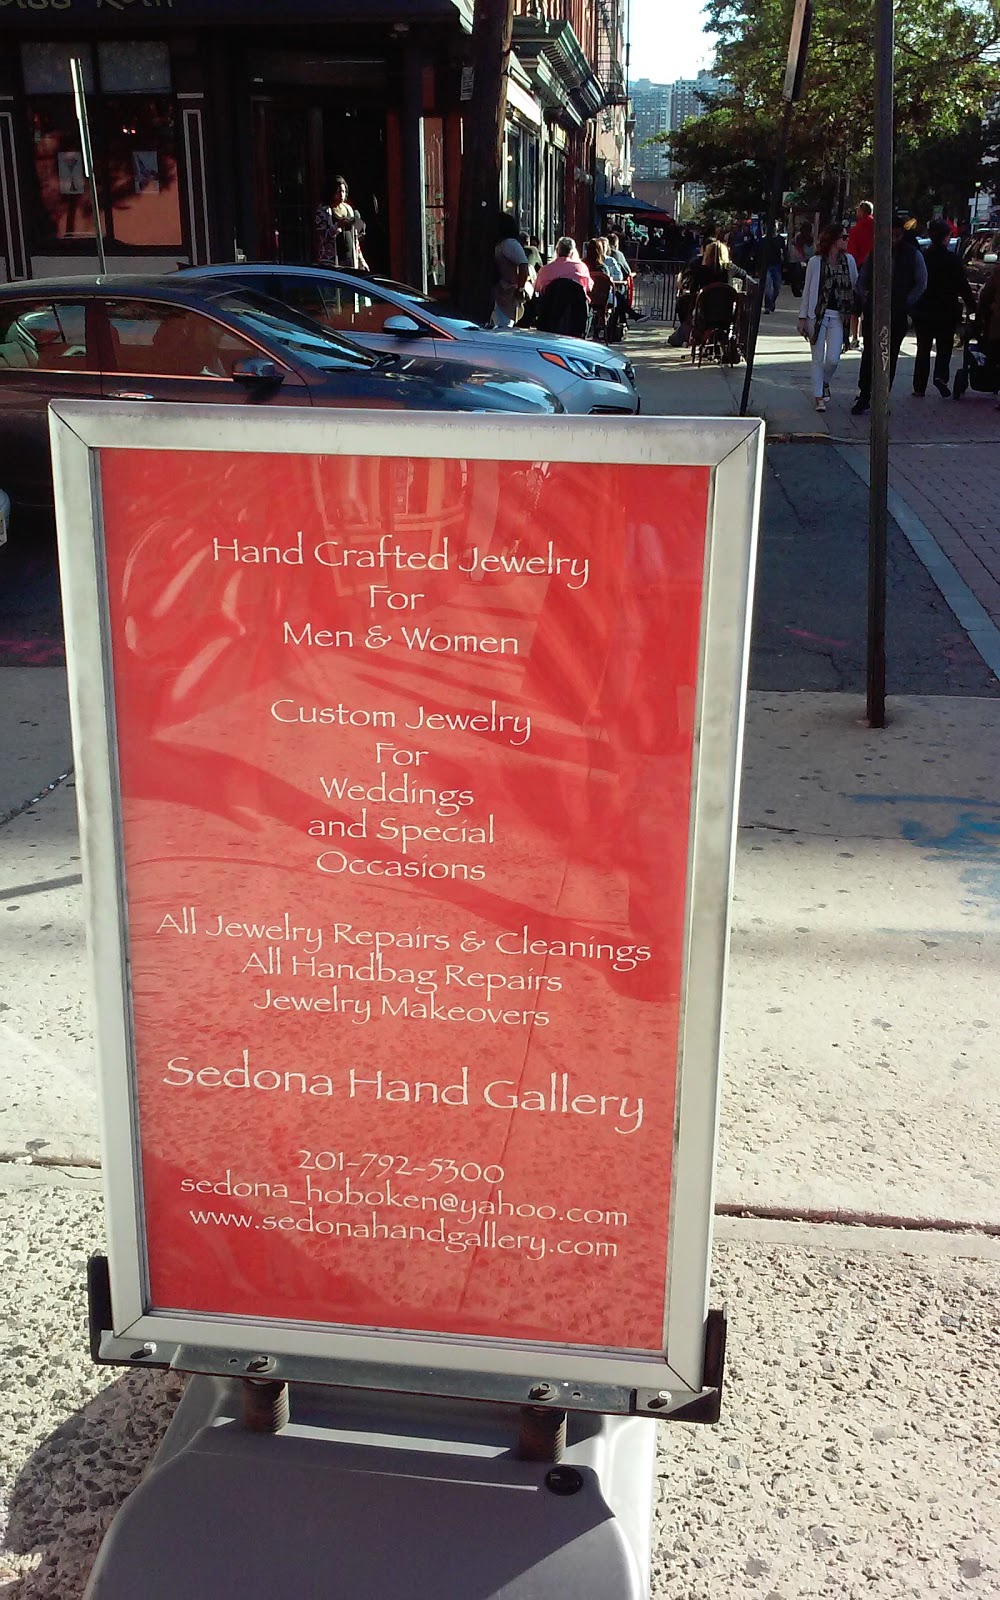 Hand Crafted Jewelry
For
Men & Women
Custom Jewelry
For
Weddings
and Special
Occasions
All Jewelry Repairs & Cleanings
All Handbag Repairs
Jewelry Makeovers
Sedona Hand Gallery
201-792-5300
sedona_hoboken@yahoo.com
www.sedonahandgallery.com